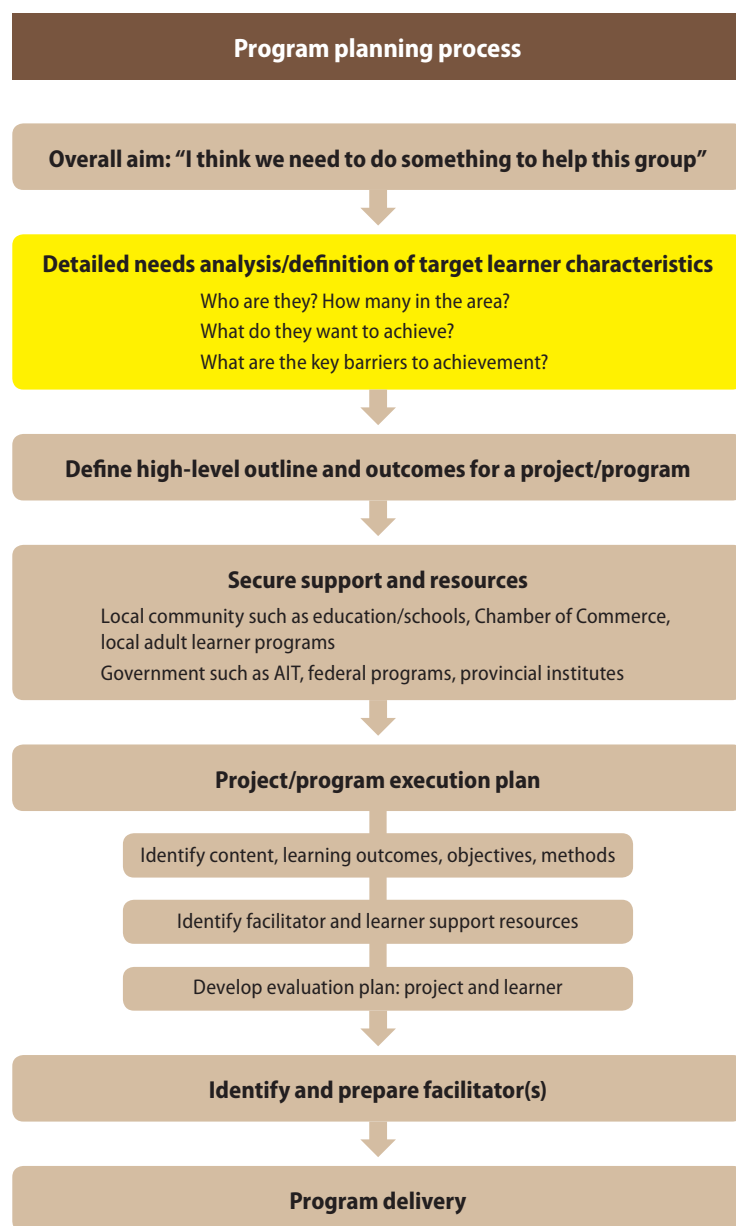 Program planning process
Overall aim: “I think we need to do something to help this group”
Detailed needs analysis/definition of target learner characteristics
Who are they? How many in the area?
What do they want to achieve?
What are the key barriers to achievement?
Define high-level outline and outcomes for a project/program
Secure support and resources
Local community such as education/schools, Chamber of Commerce,
local adult learner programs
Government such as AIT, federal programs, provincial institutes
Project/program execution plan
Identify content, learning outcomes, objectives, methods
Identify facilitator and learner support resources
Develop evaluation plan: project and learner
Identify and prepare facilitator(s)
Program delivery